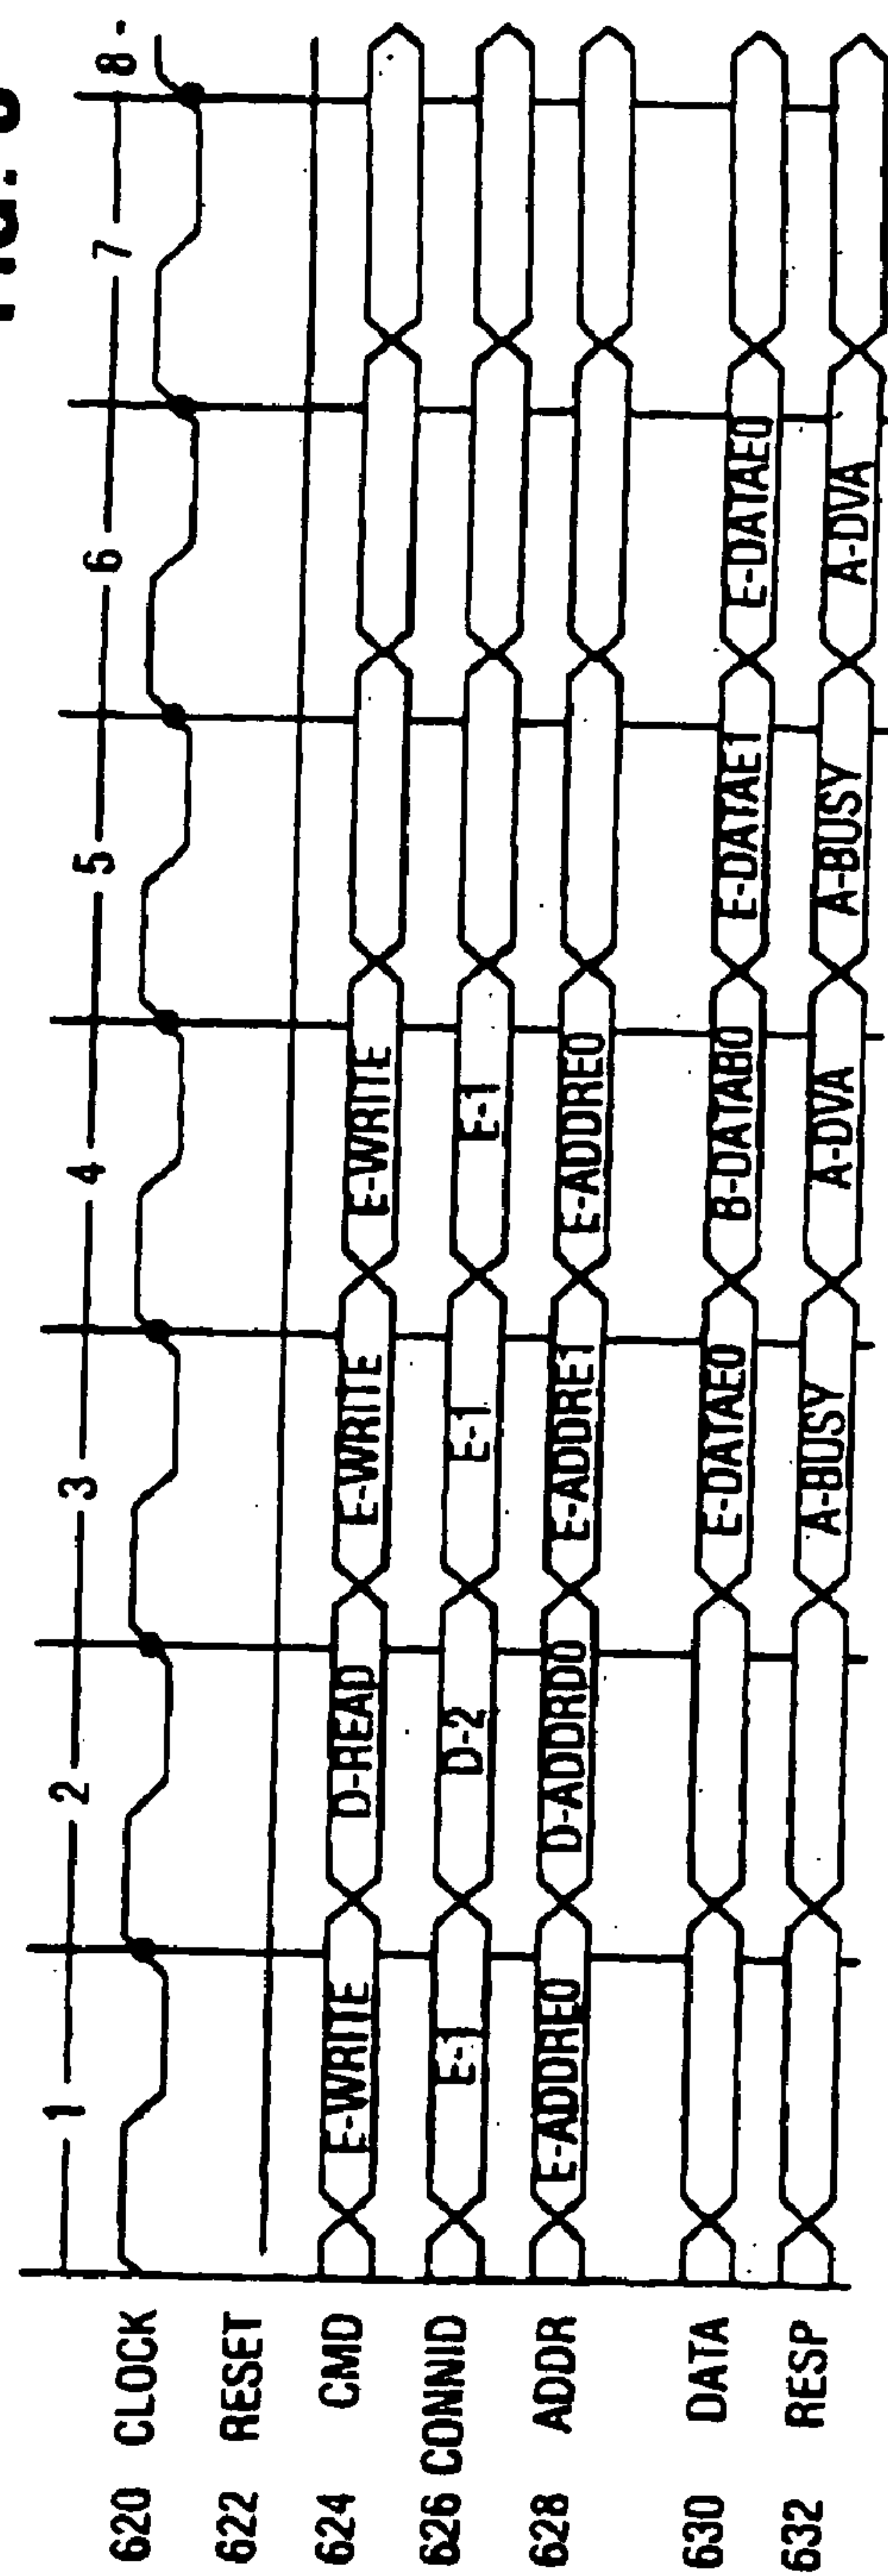 FIG.
1 2 3 4 5 6 7 8
620 CLOCK
622 RESET
624 CMD E-WRITE D-READ E-WRITE E-WRITE
626 CONNID E-1 D-2 E-1 E-1
628 ADDR E-ADDRE0 D-ADDRD0 E-ADDRE1 E-ADDRE0
630 DATA E-DATAE0 B-DATAB0 E-DATAE1 E-DATAE0
632 RESP A-BUSY A-DVA A-BUSY A-DVA